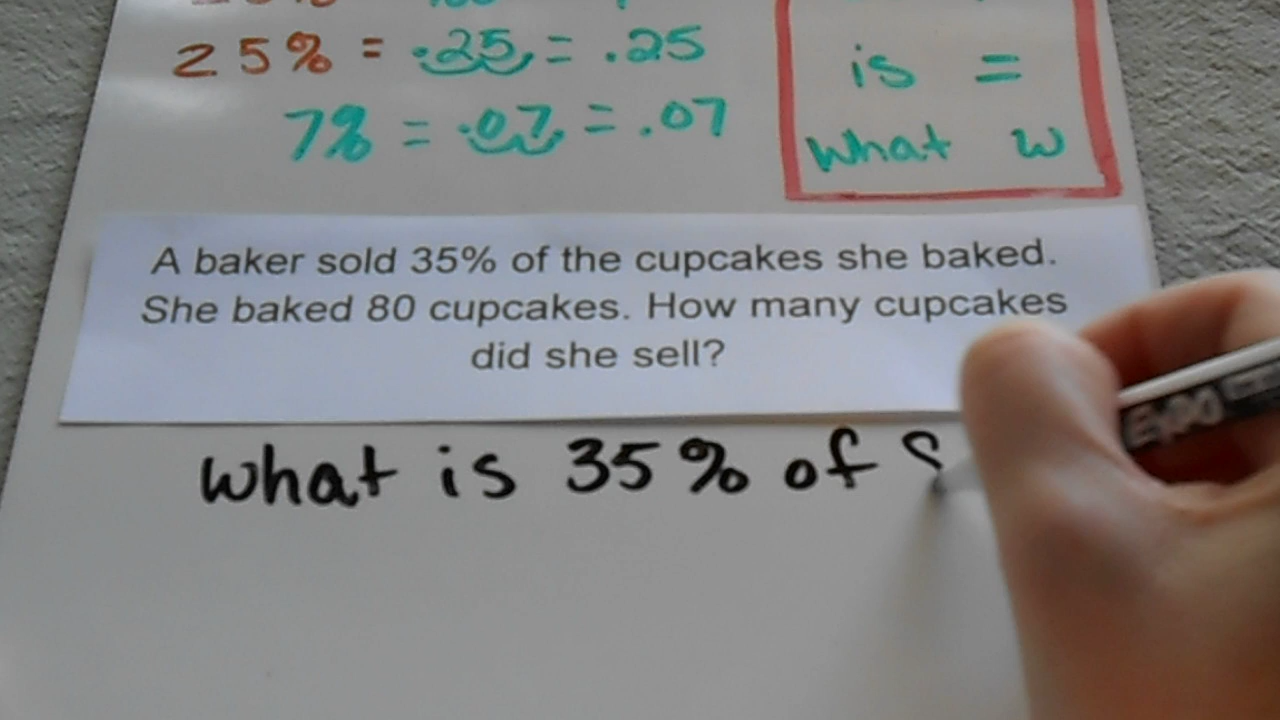 25% = .25 = .25
7% = .07 = .07
is =
what w
A baker sold 35% of the cupcakes she baked.
She baked 80 cupcakes. How many cupcakes
did she sell?
what is 35% of
EXPO